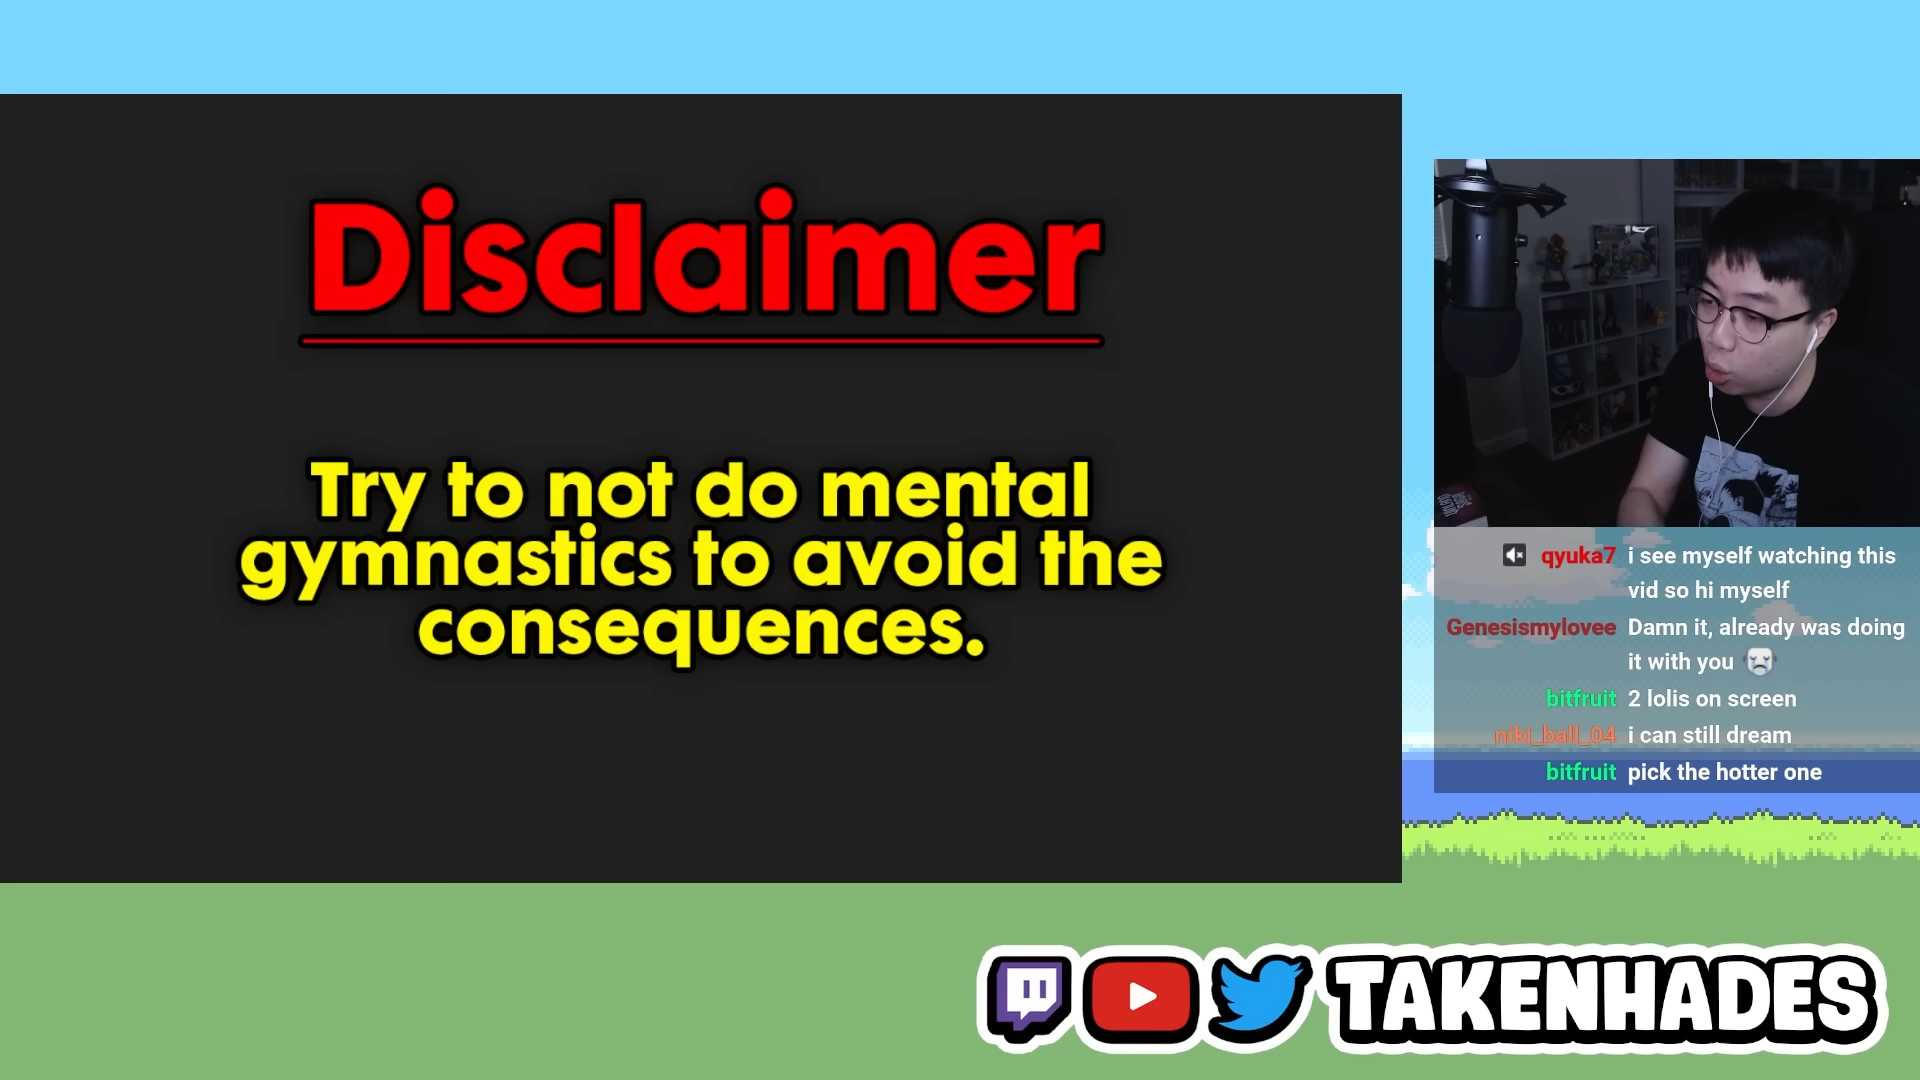 Disclaimer
Try to not do mental
gymnastics to avoid the
consequences.
qyuka7 i see myself watching this
vid so hi myself
Genesismylovee Damn it, already was doing
it with you
bitfruit 2 lolis on screen
niki_ball_04 i can still dream
bitfruit pick the hotter one
TAKENHADES